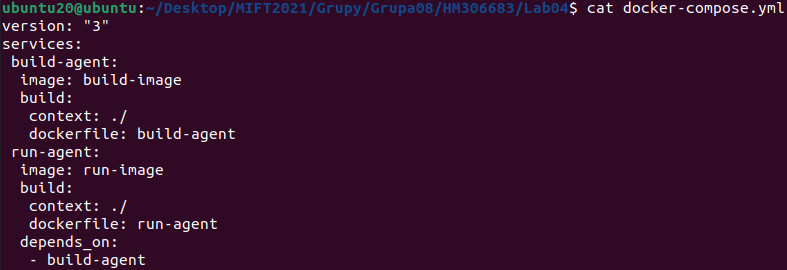 ubuntu20@ubuntu:~/Desktop/MIFT2021/Grupy/Grupa08/HM306683/Lab04$ cat docker-compose.yml
version: "3"
services:
 build-agent:
  image: build-image
  build:
   context: ./
   dockerfile: build-agent
 run-agent:
  image: run-image
  build:
   context: ./
   dockerfile: run-agent
  depends_on:
   - build-agent